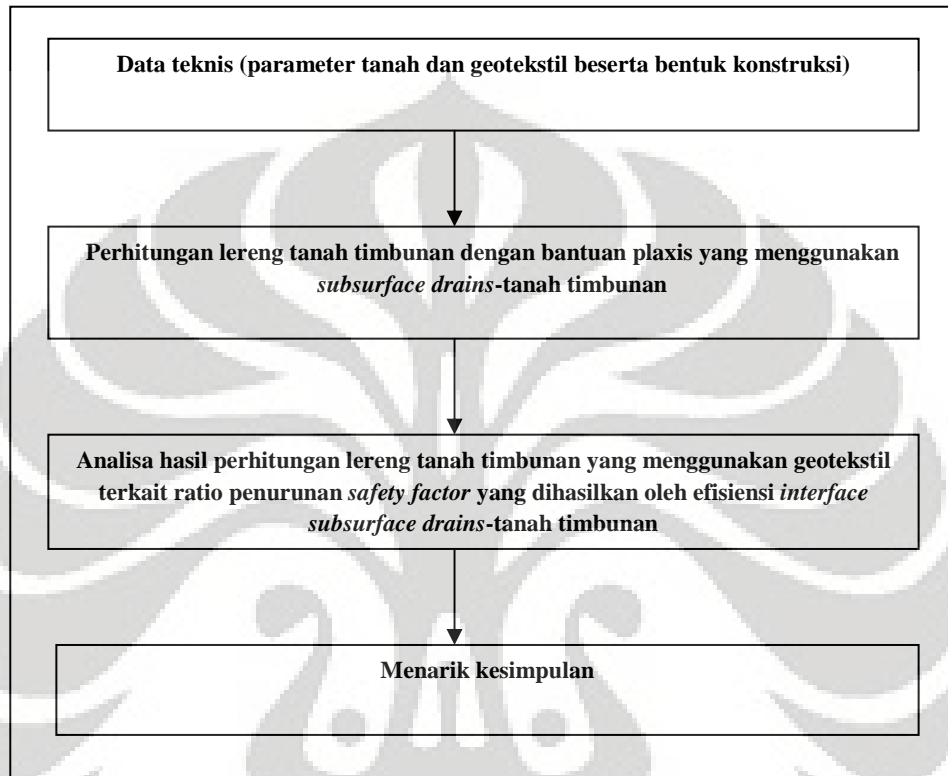 Data teknis (parameter tanah dan geotekstil beserta bentuk konstruksi)
Perhitungan lereng tanah timbunan dengan bantuan plaxis yang menggunakan
subsurface drains-tanah timbunan
Analisa hasil perhitungan lereng tanah timbunan yang menggunakan geotekstil
terkait ratio penurunan safety factor yang dihasilkan oleh efisiensi interface
subsurface drains-tanah timbunan
Menarik kesimpulan